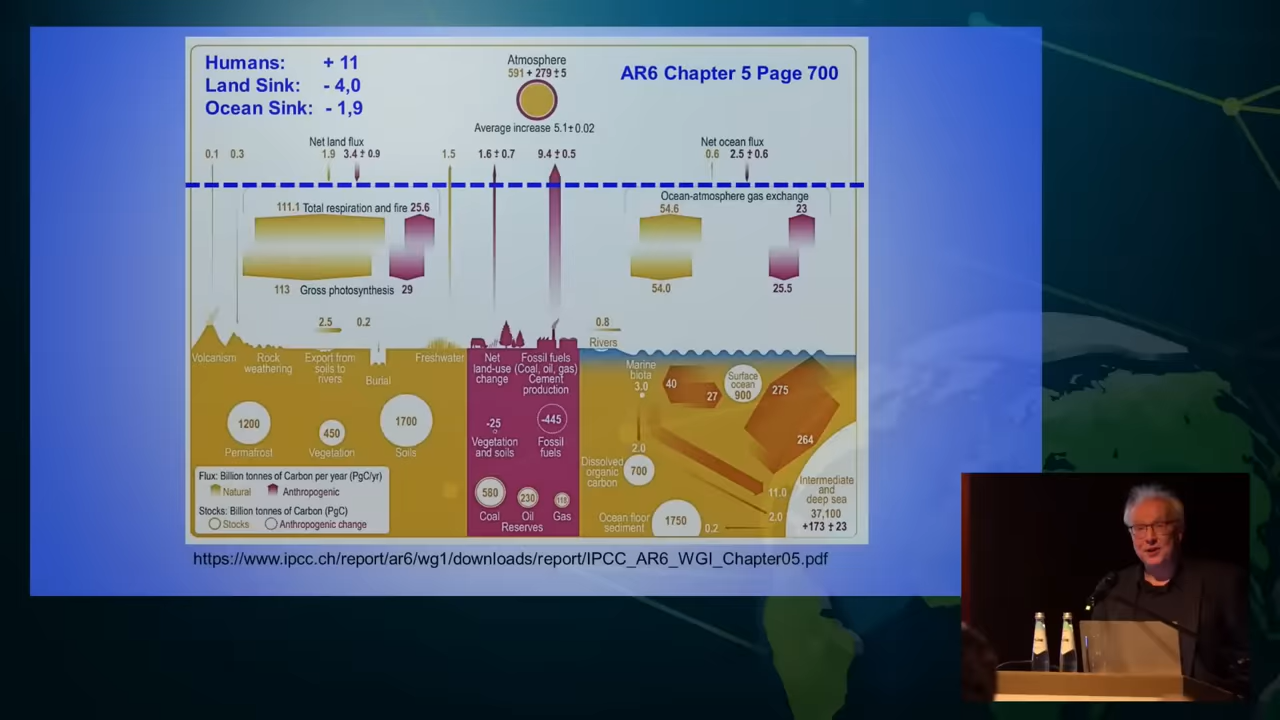 Humans: + 11
Land Sink: - 4,0
Ocean Sink: - 1,9
Atmosphere
591 + 279 ± 5
AR6 Chapter 5 Page 700
Average increase 5.1 ± 0.02
Net land flux
Net ocean flux
0.1 0.3 1.9 3.4 ± 0.9 1.5 1.6 ± 0.7 9.4 ± 0.5 0.6 2.5 ± 0.6
Ocean-atmosphere gas exchange
111.1 Total respiration and fire 25.6
54.6 23
113 Gross photosynthesis 29
54.0 25.5
2.5 0.2 0.8
Rivers
Volcanism
Rock
weathering
Export from
soils to
rivers
Burial
Freshwater
Net
land-use
change
Fossil fuels
(Coal, oil, gas)
Cement
production
Marine
biota
3.0
40
27
Surface
ocean
900
275
264
1200
Permafrost
450
Vegetation
1700
Soils
-25
Vegetation
and soils
-445
Fossil
fuels
2.0
Dissolved
organic
carbon
700
11.0
2.0
Intermediate
and
deep sea
37,100
+173 ± 23
Flux: Billion tonnes of Carbon per year (PgC/yr)
Natural Anthropogenic
Stocks: Billion tonnes of Carbon (PgC)
Stocks Anthropogenic change
580
Coal
230
Oil
Gas
Reserves
Ocean floor
sediment
1750
0.2
https://www.ipcc.ch/report/ar6/wg1/downloads/report/IPCC_AR6_WGI_Chapter05.pdf